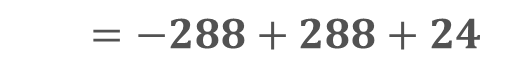 = −288 + 288 + 24